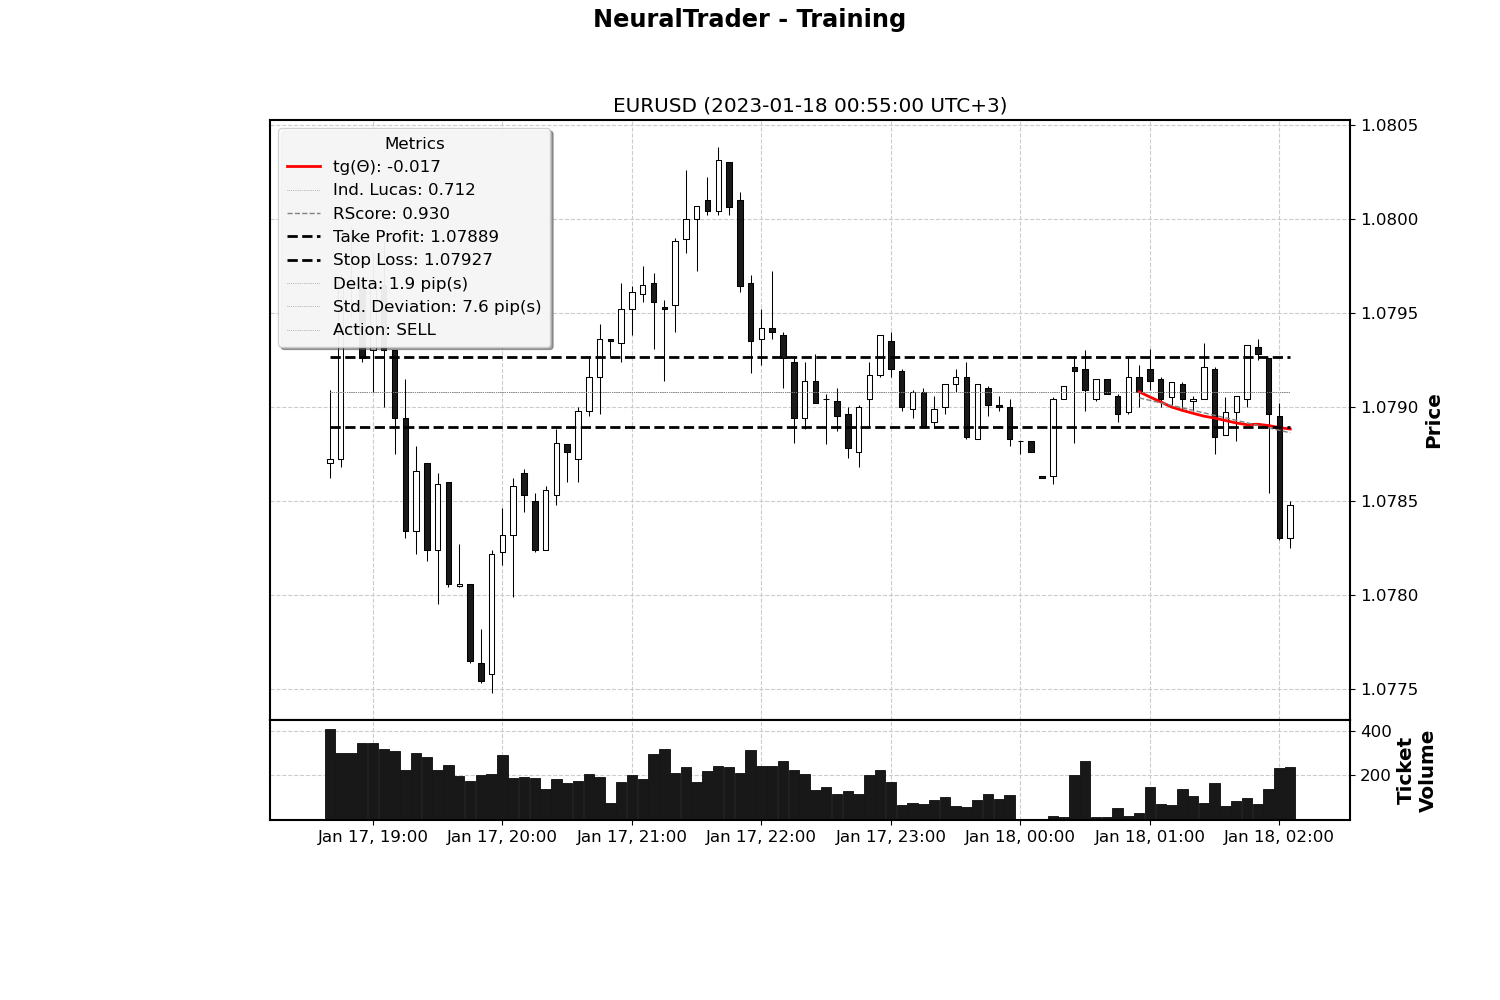 NeuralTrader - Training
EURUSD (2023-01-18 00:55:00 UTC+3)
Metrics
tg(Θ): -0.017
Ind. Lucas: 0.712
RScore: 0.930
Take Profit: 1.07889
Stop Loss: 1.07927
Delta: 1.9 pip(s)
Std. Deviation: 7.6 pip(s)
Action: SELL
1.0805
1.0800
1.0795
1.0790
1.0785
1.0780
1.0775
Price
400
200
Ticket
Volume
Jan 17, 19:00
Jan 17, 20:00
Jan 17, 21:00
Jan 17, 22:00
Jan 17, 23:00
Jan 18, 00:00
Jan 18, 01:00
Jan 18, 02:00